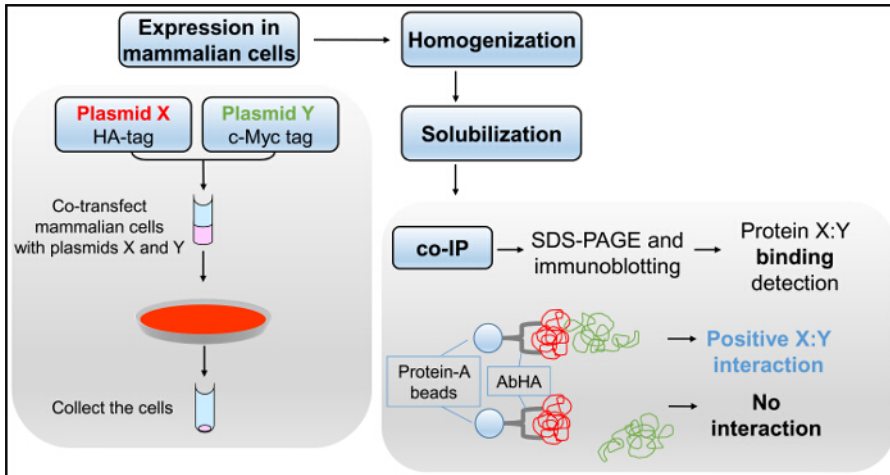 Expression in
mammalian cells
Homogenization
Plasmid X
HA-tag
Plasmid Y
c-Myc tag
Solubilization
Co-transfect
mammalian cells
with plasmids X and Y
Collect the cells
co-IP
SDS-PAGE and
immunoblotting
Protein X:Y
binding
detection
Protein-A
beads
AbHA
Positive X:Y
interaction
No
interaction